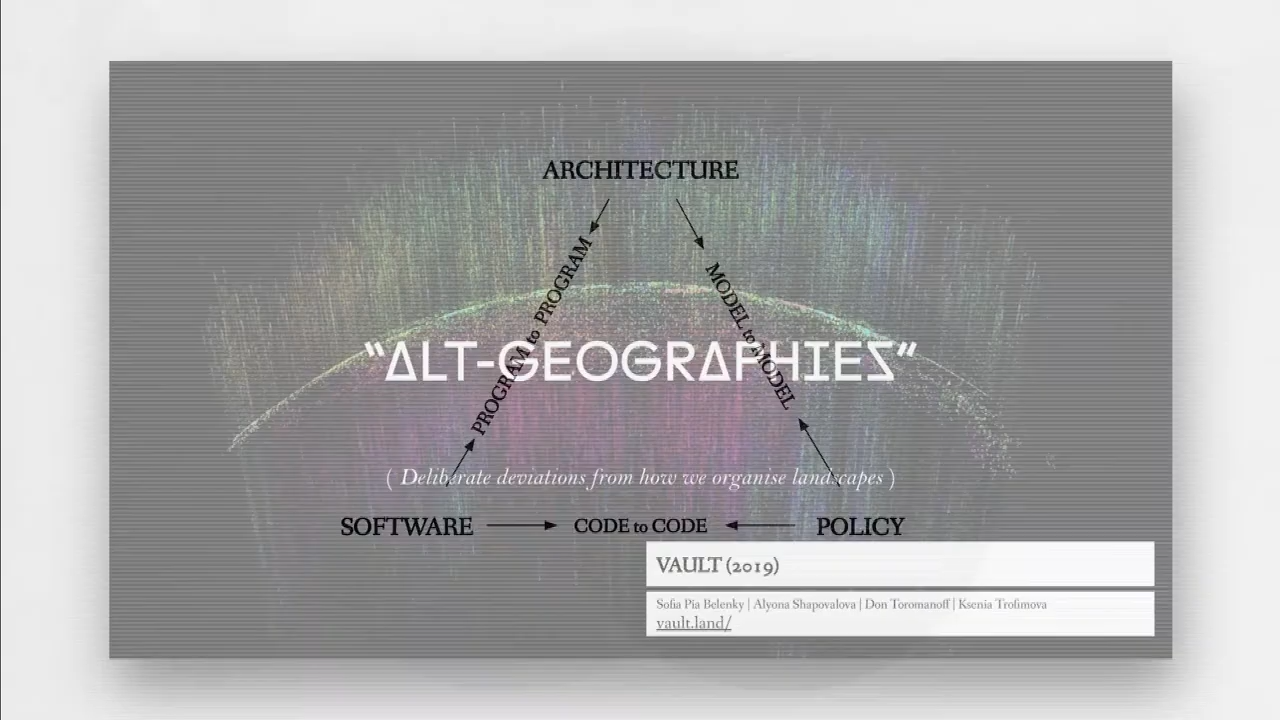 ARCHITECTURE
PROGRAM to PROGRAM
MODEL to MODEL
“ALT-GEOGRAPHIES”
( Deliberate deviations from how we organise landscapes )
SOFTWARE
CODE to CODE
POLICY
VAULT (2019)
Sofia Pia Belenky | Alyona Shapovalova | Don Toromanoff | Ksenia Trofimova
vault.land/